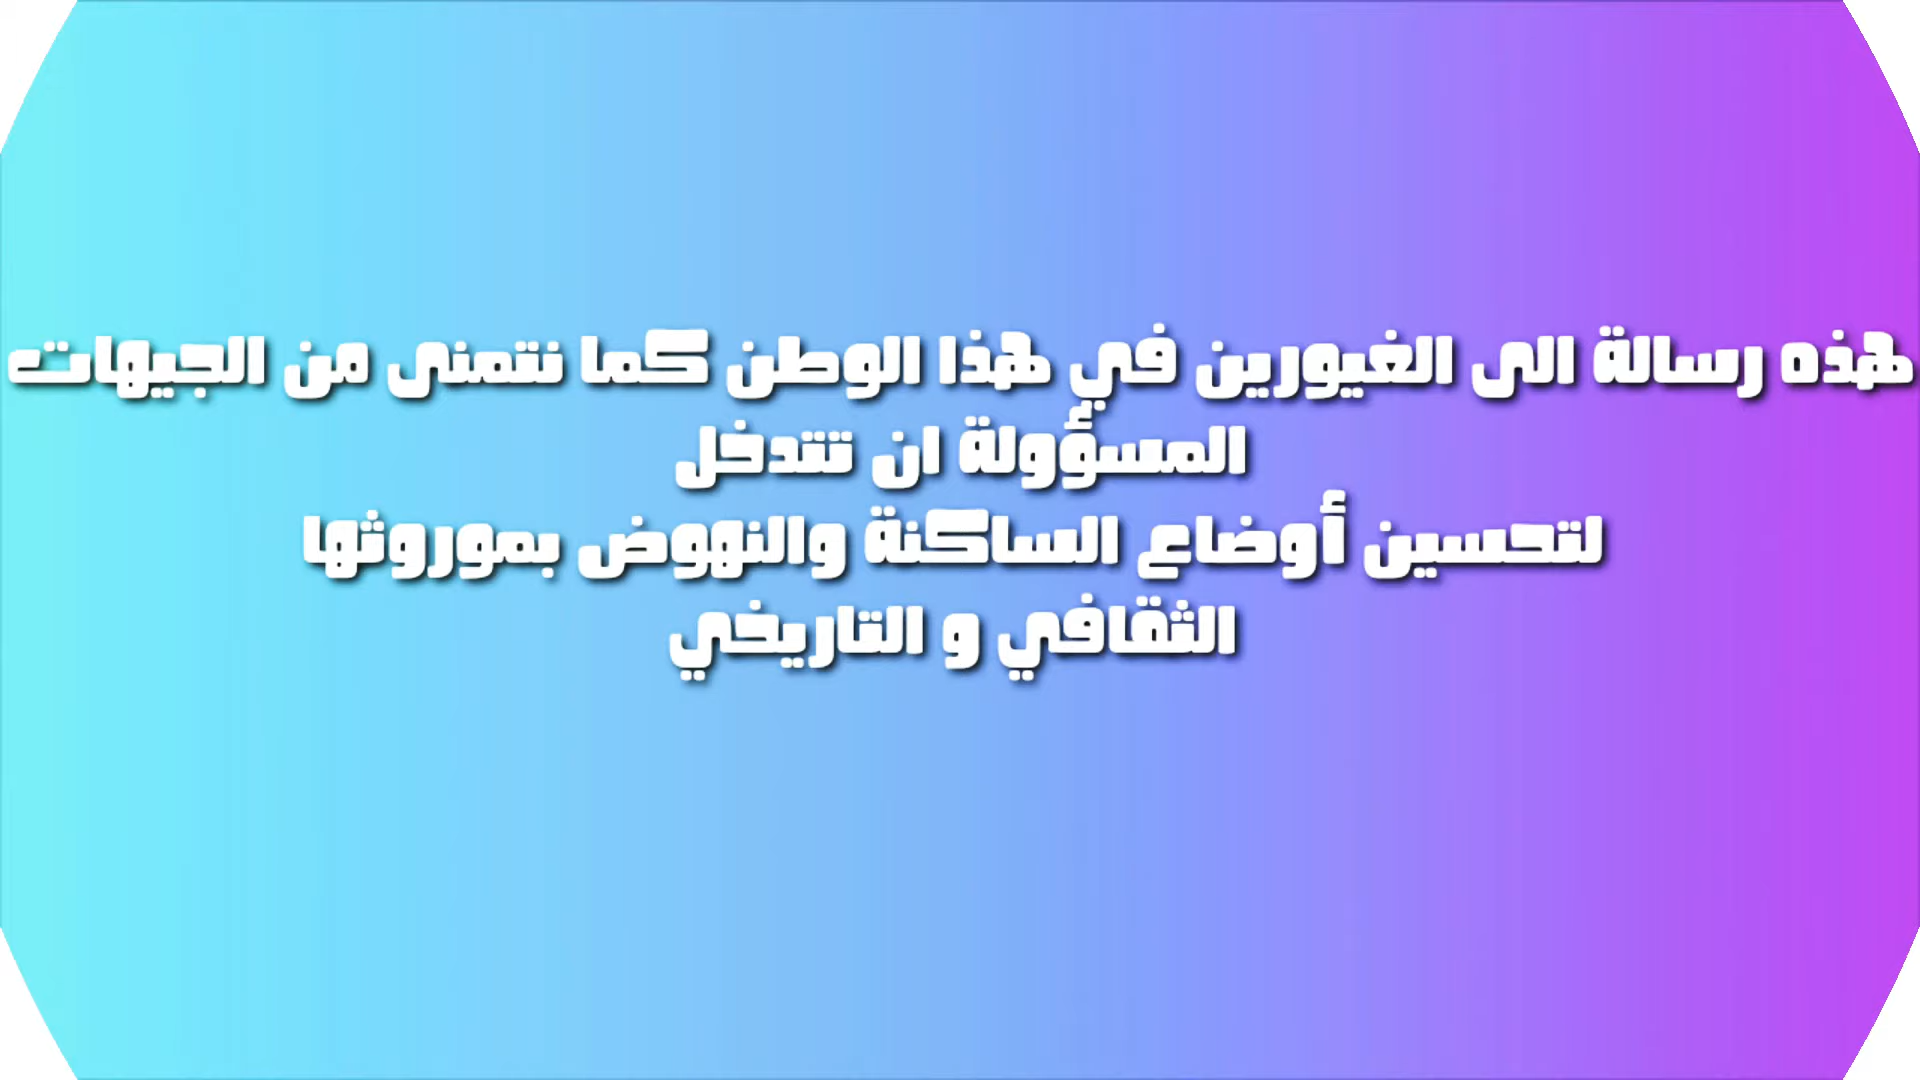 هذه رسالة الى الغيورين في هذا الوطن كما نتمنى من الجيهات
المسؤولة ان تتدخل
لتحسين أوضاع الساكنة والنهوض بموروثها
الثقافي و التاريخي